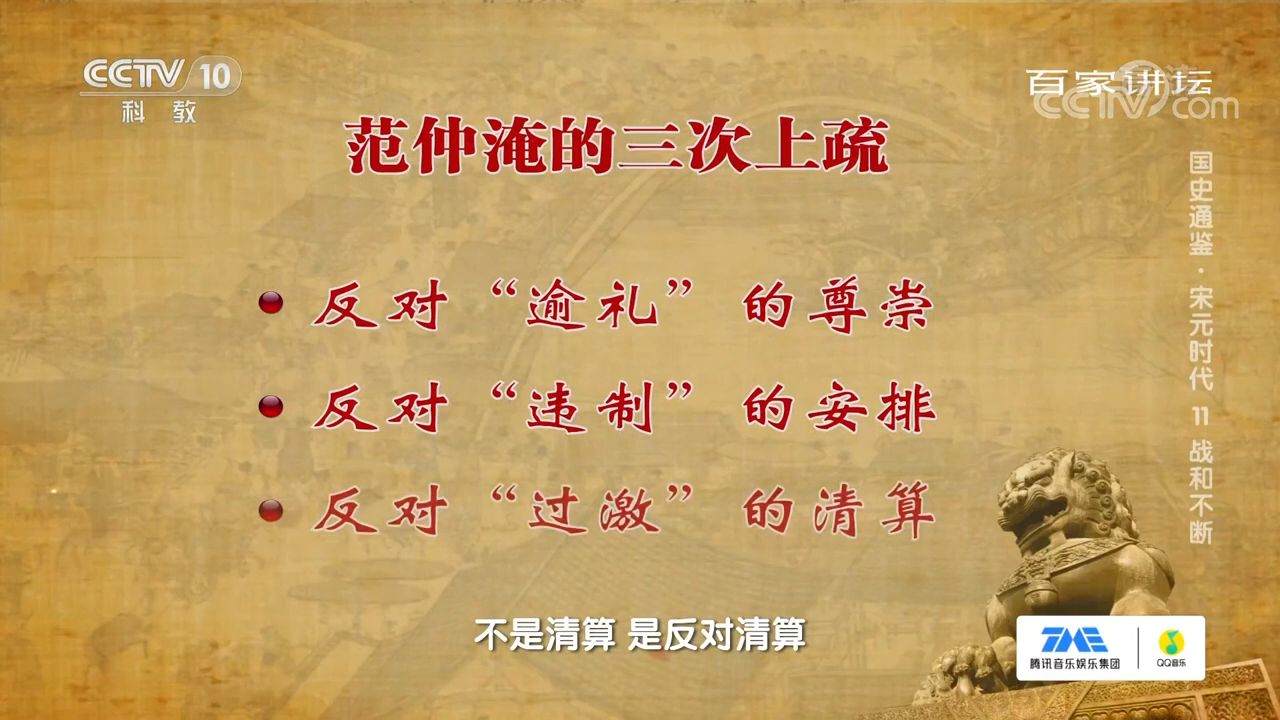 CCTV 10
科教
百家讲坛
CCTV.com
范仲淹的三次上疏
反对“逾礼”的尊崇
反对“违制”的安排
反对“过激”的清算
国史通鉴·宋元时代 11 战和不断
不是清算 是反对清算
TME
腾讯音乐娱乐集团
QQ音乐